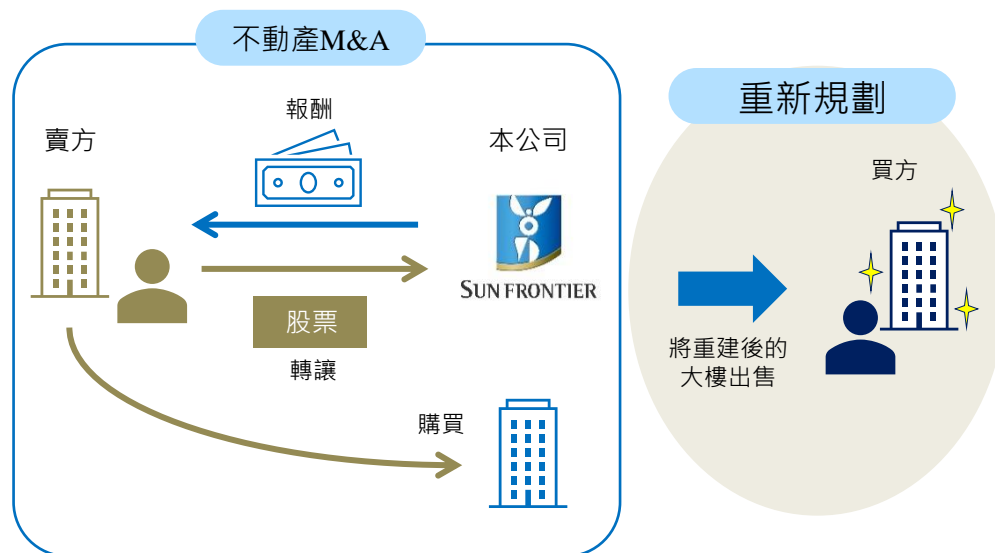 不動產M&A
重新規劃
報酬
賣方
本公司
買方
SUN FRONTIER
股票
轉讓
將重建後的
大樓出售
購買